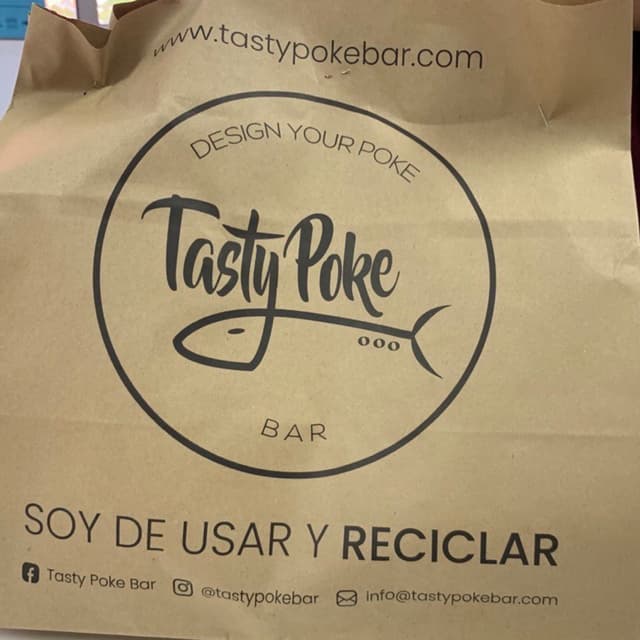 www.tastypokebar.com
DESIGN YOUR POKE
Tasty Poke
BAR
SOY DE USAR Y RECICLAR
Tasty Poke Bar @tastypokebar info@tastypokebar.com